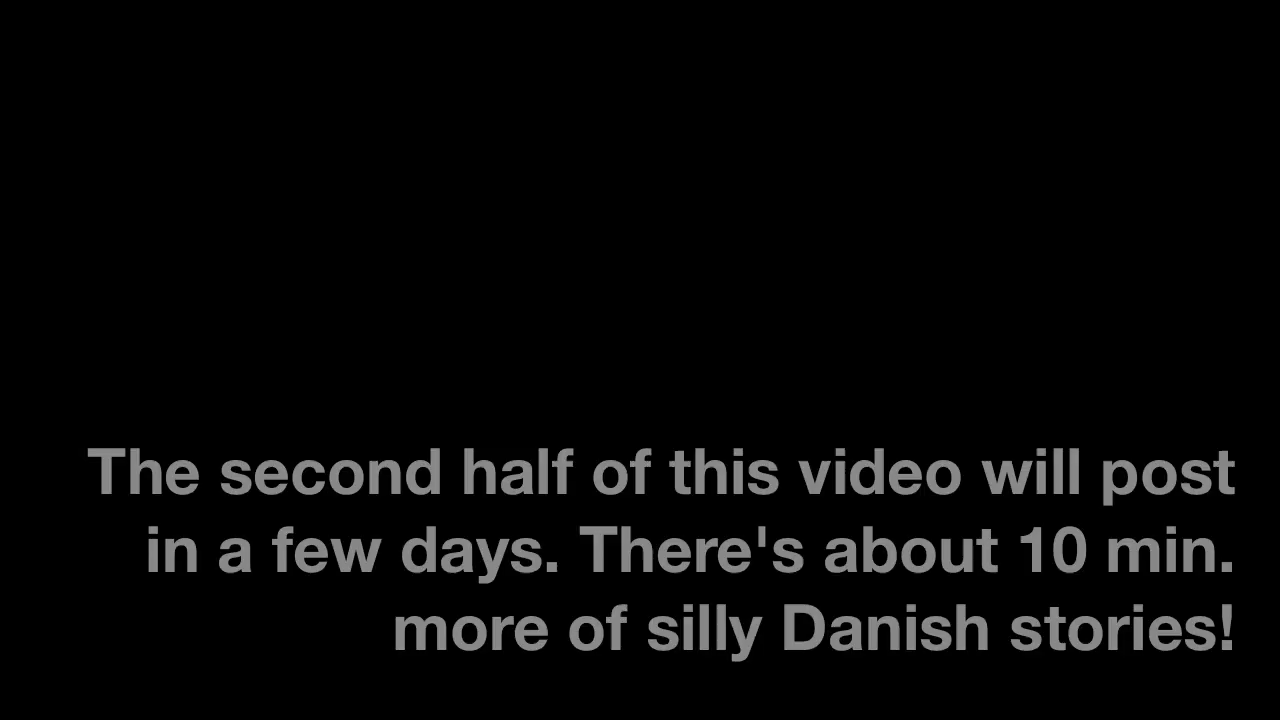 The second half of this video will post
in a few days. There's about 10 min.
more of silly Danish stories!